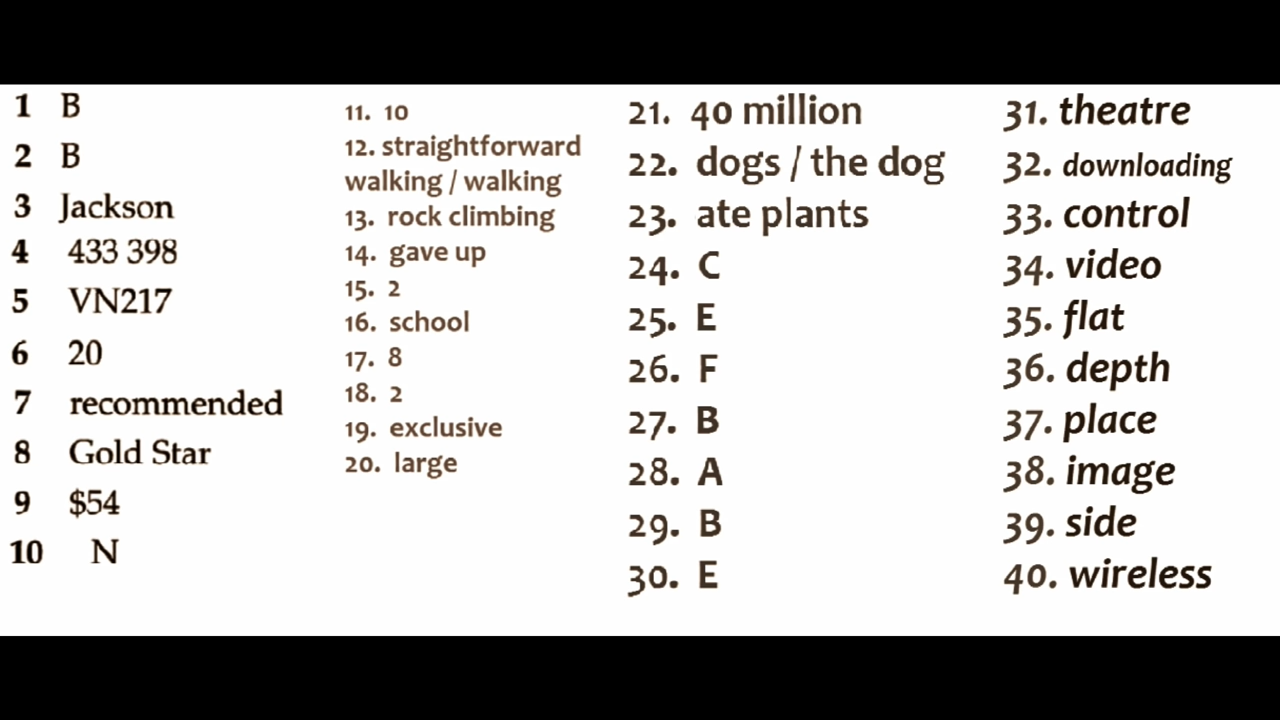 1 B
2 B
3 Jackson
4 433 398
5 VN217
6 20
7 recommended
8 Gold Star
9 $54
10 N
11. 10
12. straightforward
walking / walking
13. rock climbing
14. gave up
15. 2
16. school
17. 8
18. 2
19. exclusive
20. large
21. 40 million
22. dogs / the dog
23. ate plants
24. C
25. E
26. F
27. B
28. A
29. B
30. E
31. theatre
32. downloading
33. control
34. video
35. flat
36. depth
37. place
38. image
39. side
40. wireless